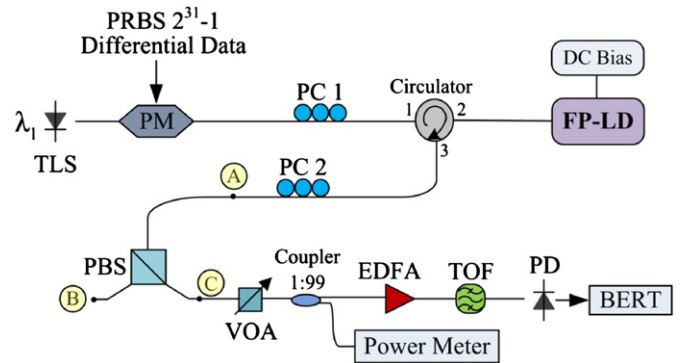 PRBS 2³¹-1
Differential Data
λ₁
TLS
PM
PC 1
Circulator
1
2
3
DC Bias
FP-LD
A
PC 2
PBS
B
C
VOA
Coupler
1:99
EDFA
TOF
PD
BERT
Power Meter